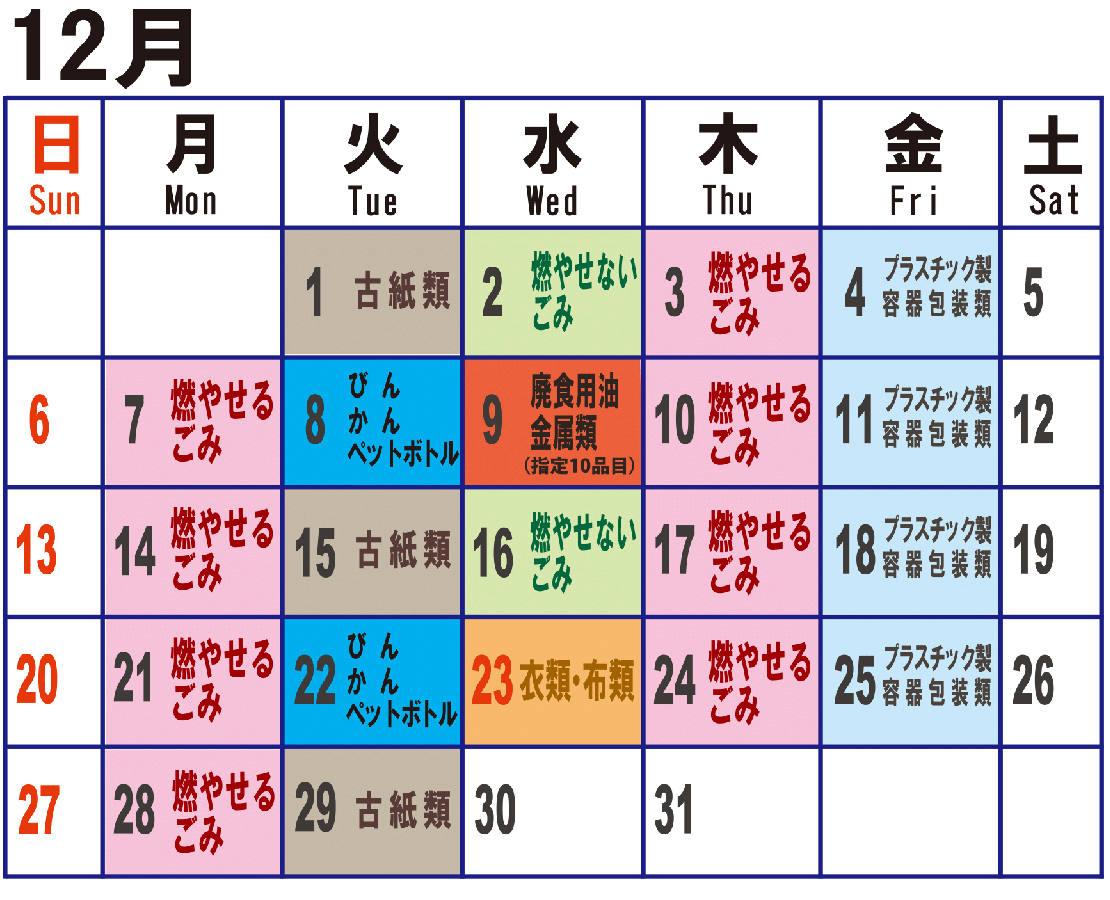 12月
日 月 火 水 木 金 土
Sun Mon Tue Wed Thu Fri Sat
1 古紙類
2 燃やせない
ごみ
3 燃やせる
ごみ
4 プラスチック製
容器包装類
5
6
7 燃やせる
ごみ
8 びん
かん
ペットボトル
9 廃食用油
金属類
(指定10品目)
10 燃やせる
ごみ
11 プラスチック製
容器包装類
12
13
14 燃やせる
ごみ
15 古紙類
16 燃やせない
ごみ
17 燃やせる
ごみ
18 プラスチック製
容器包装類
19
20
21 燃やせる
ごみ
22 びん
かん
ペットボトル
23 衣類・布類
24 燃やせる
ごみ
25 プラスチック製
容器包装類
26
27
28 燃やせる
ごみ
29 古紙類
30
31